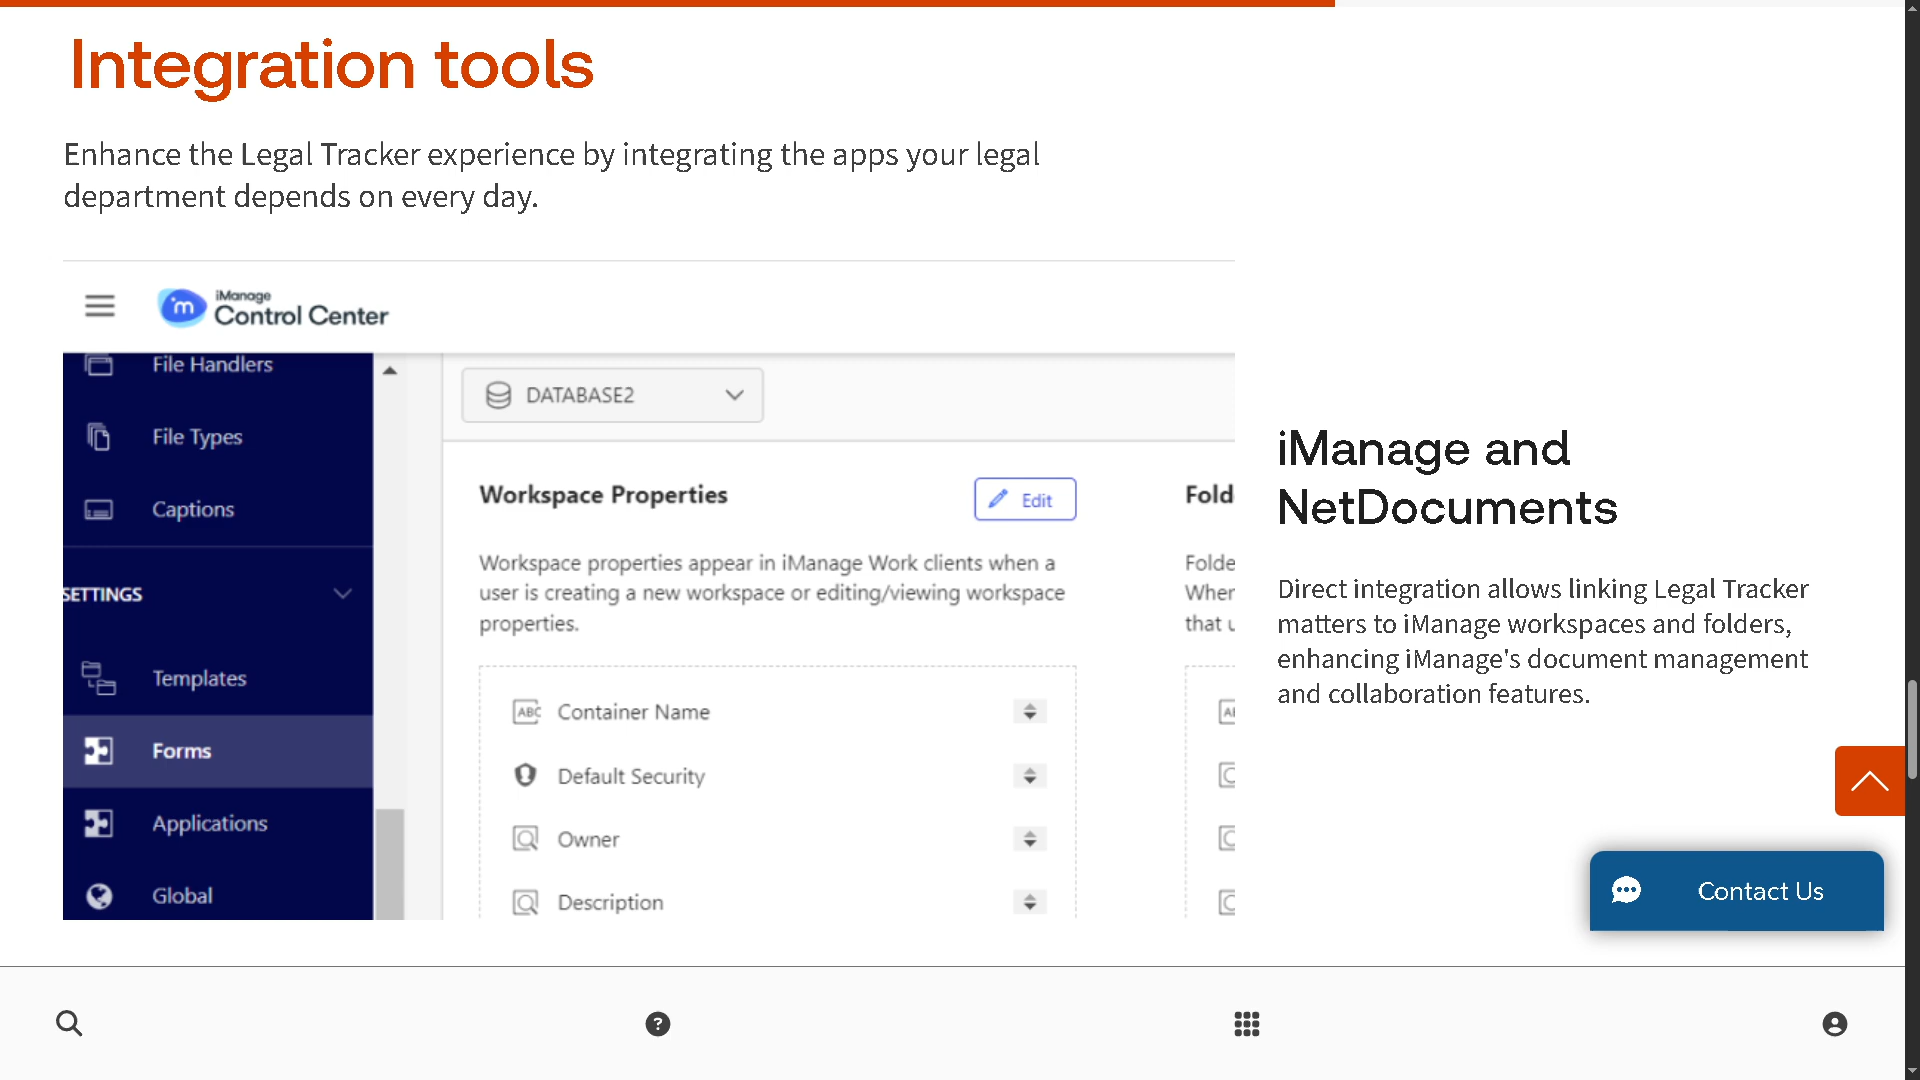 Integration tools
Enhance the Legal Tracker experience by integrating the apps your legal
department depends on every day.
iManage
Control Center
File Handlers
File Types
Captions
SETTINGS
Templates
Forms
Applications
Global
DATABASE2
Workspace Properties
Edit
Workspace properties appear in iManage Work clients when a
user is creating a new workspace or editing/viewing workspace
properties.
ABC Container Name
Default Security
Owner
Description
Fold
Folde
Wher
that u
iManage and
NetDocuments
Direct integration allows linking Legal Tracker
matters to iManage workspaces and folders,
enhancing iManage's document management
and collaboration features.
Contact Us